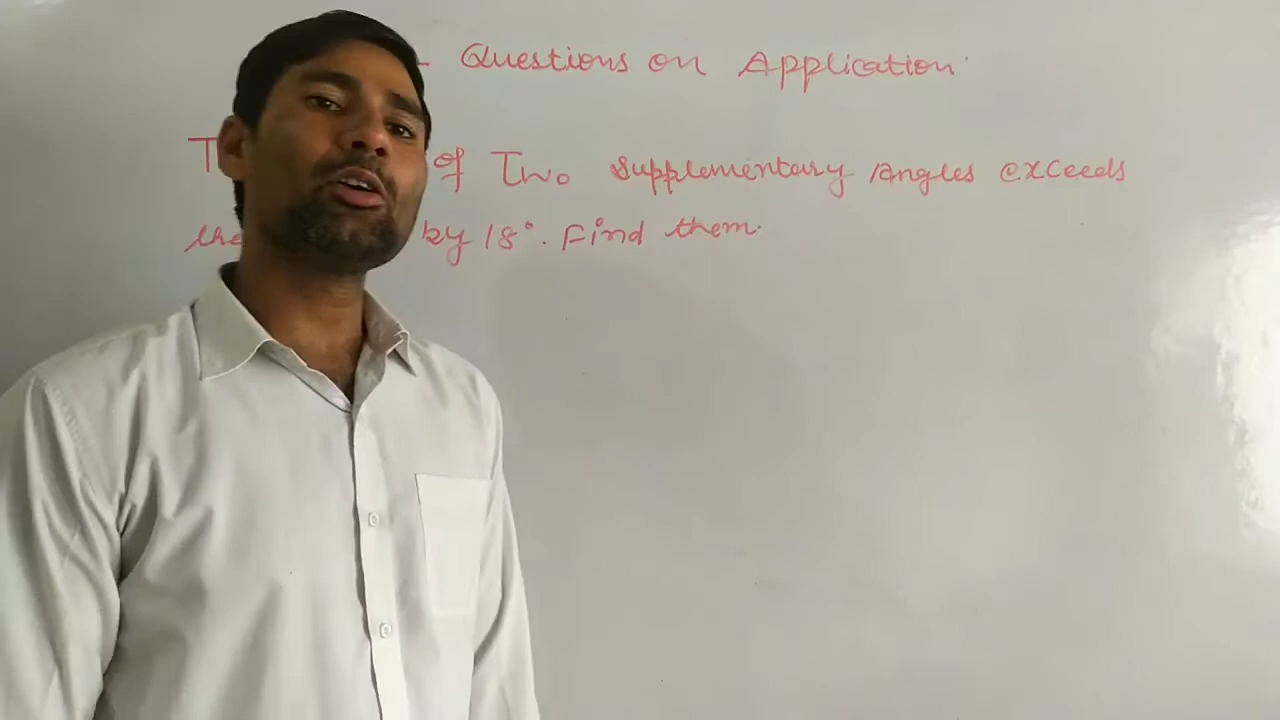 - Questions on Application
of Two Supplementary Angles exceeds
by 18°. Find them.